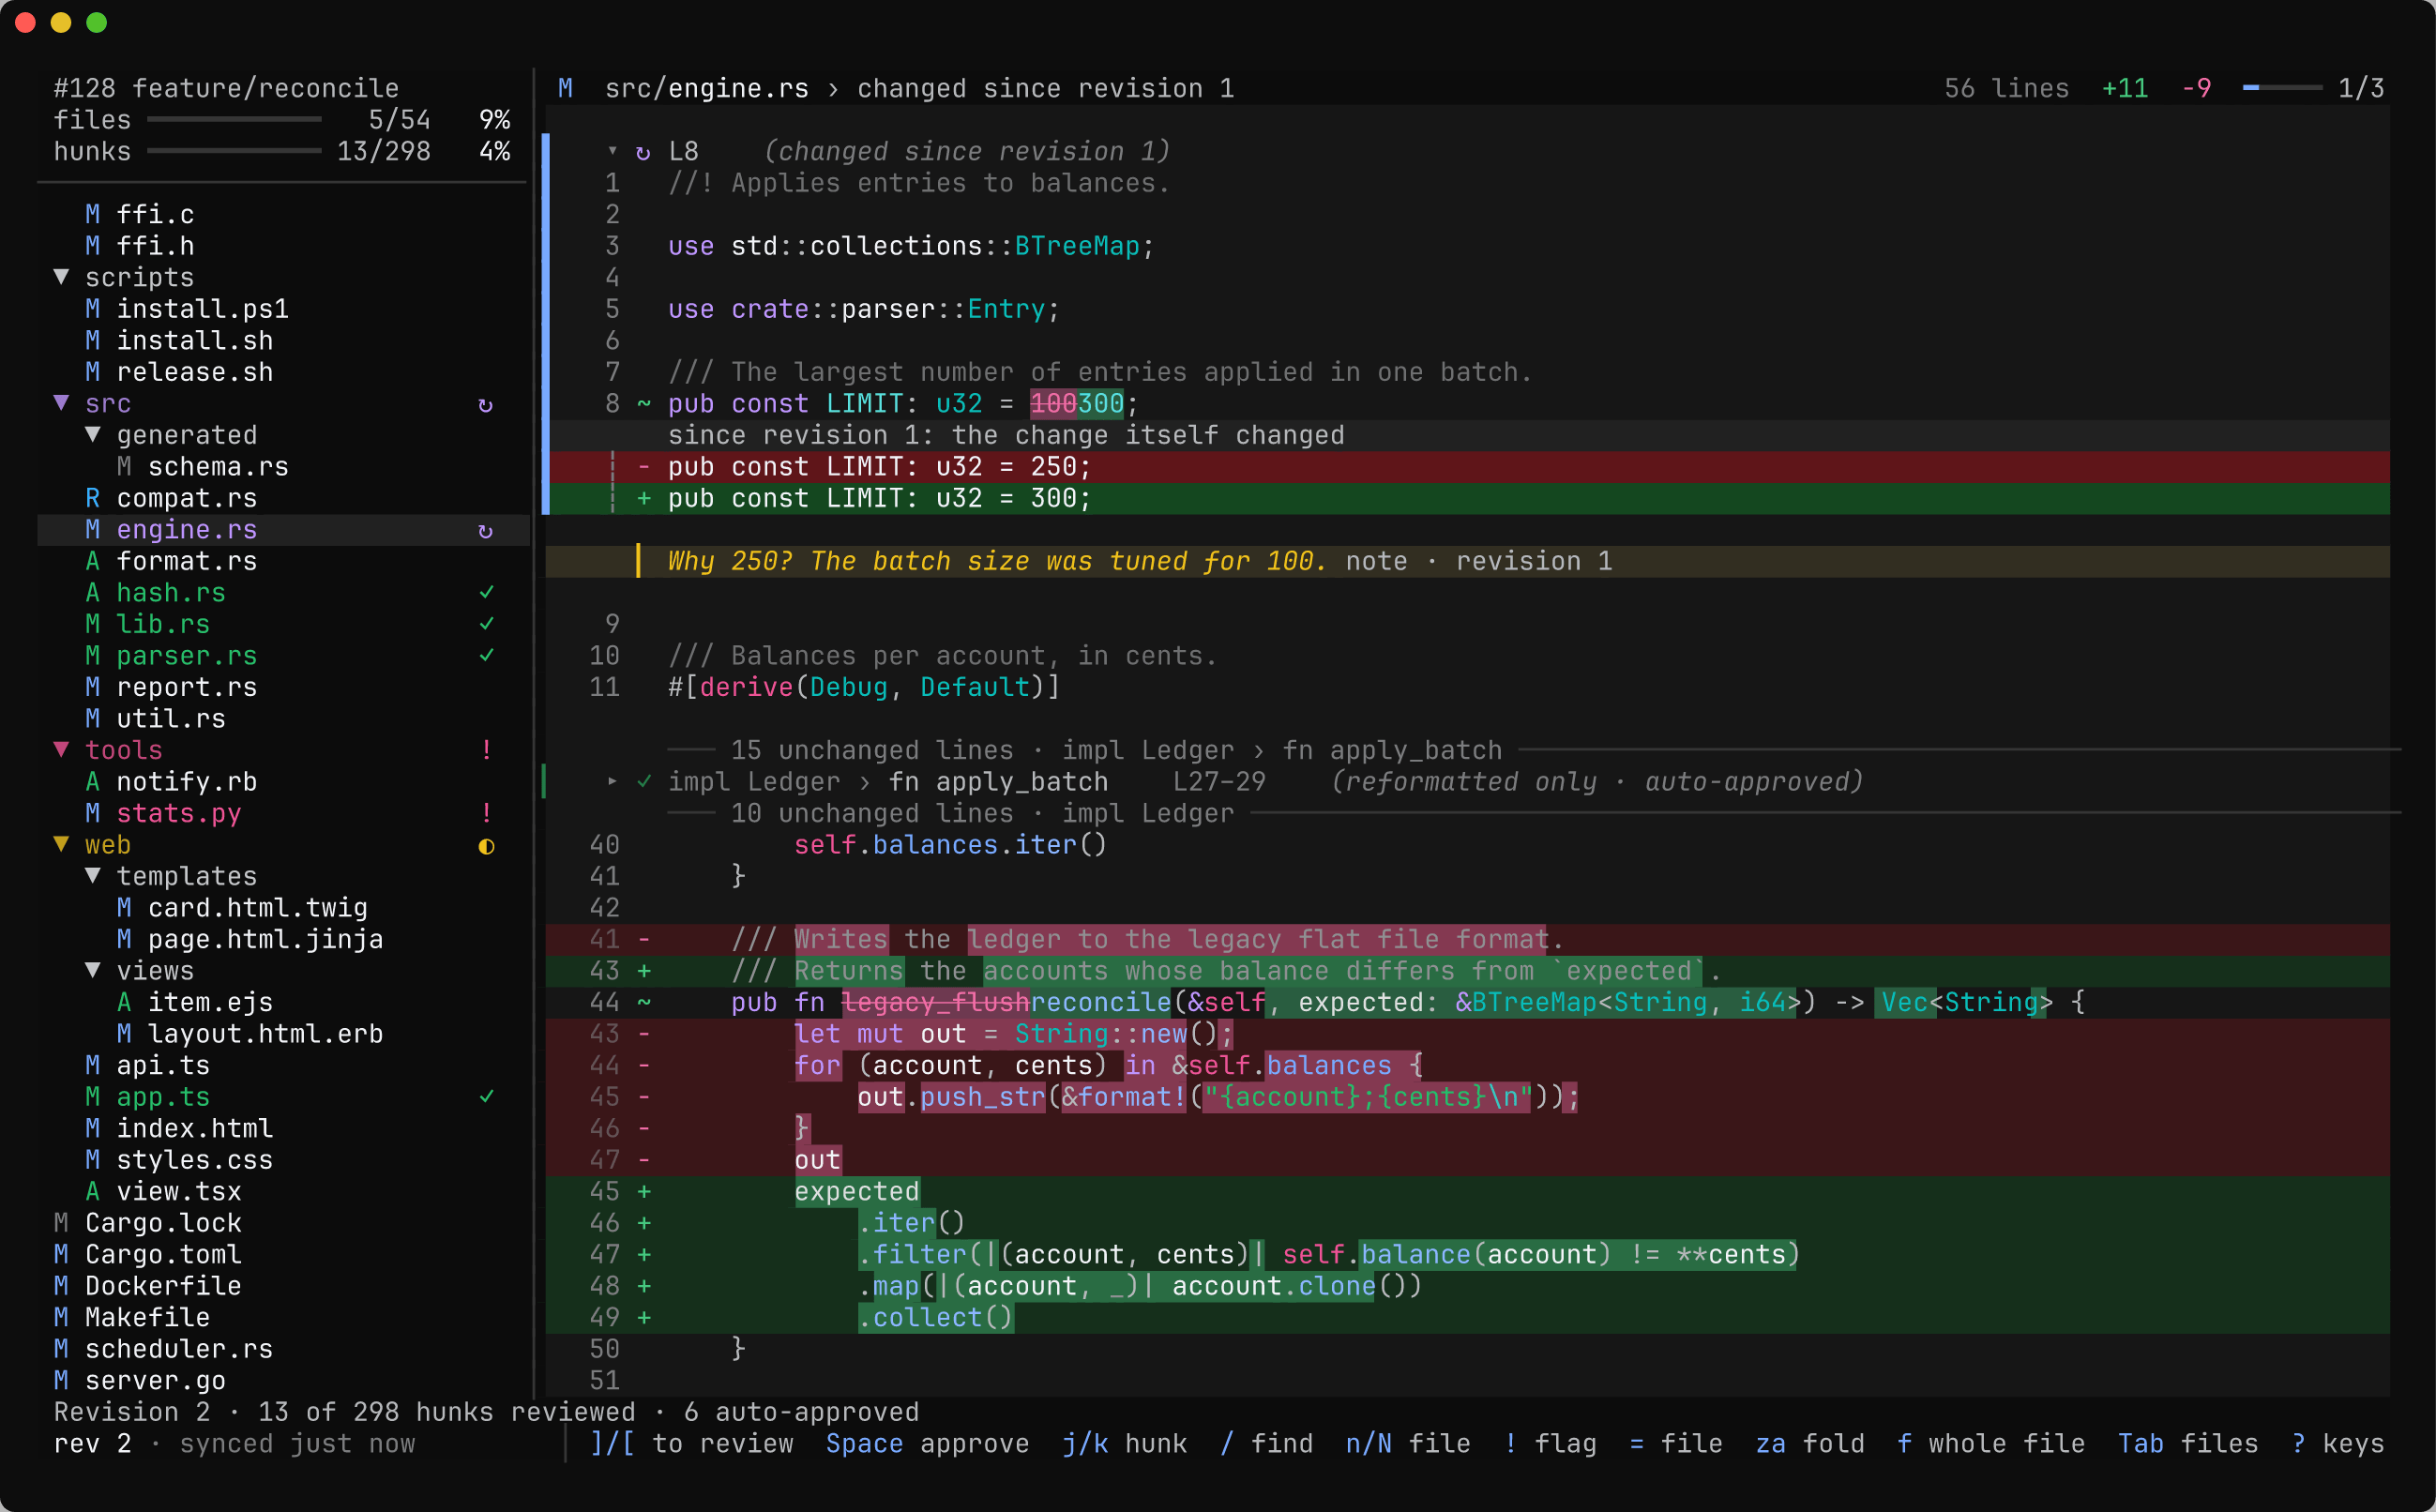 #128 feature/reconcile
files 5/54 9%
hunks 13/298 4%
M ffi.c
M ffi.h
▼ scripts
M install.ps1
M install.sh
M release.sh
▼ src ↻
▼ generated
M schema.rs
R compat.rs
M engine.rs ↻
A format.rs
A hash.rs ✓
M lib.rs ✓
M parser.rs ✓
M report.rs
M util.rs
▼ tools !
A notify.rb
M stats.py !
▼ web ◐
▼ templates
M card.html.twig
M page.html.jinja
▼ views
A item.ejs
M layout.html.erb
M api.ts
M app.ts ✓
M index.html
M styles.css
A view.tsx
M Cargo.lock
M Cargo.toml
M Dockerfile
M Makefile
M scheduler.rs
M server.go
M src/engine.rs › changed since revision 1 56 lines +11 -9 1/3
▾ ↻ L8 (changed since revision 1)
1 //! Applies entries to balances.
2
3 use std::collections::BTreeMap;
4
5 use crate::parser::Entry;
6
7 /// The largest number of entries applied in one batch.
8 ~ pub const LIMIT: u32 = 100300;
since revision 1: the change itself changed
- pub const LIMIT: u32 = 250;
+ pub const LIMIT: u32 = 300;
Why 250? The batch size was tuned for 100. note · revision 1
9
10 /// Balances per account, in cents.
11 #[derive(Debug, Default)]
15 unchanged lines · impl Ledger › fn apply_batch
▸ ✓ impl Ledger › fn apply_batch L27–29 (reformatted only · auto-approved)
10 unchanged lines · impl Ledger
40 self.balances.iter()
41 }
42
41 - /// Writes the ledger to the legacy flat file format.
43 + /// Returns the accounts whose balance differs from `expected`.
44 ~ pub fn legacy_flushreconcile(&self, expected: &BTreeMap<String, i64>) -> Vec<String> {
43 - let mut out = String::new();
44 - for (account, cents) in &self.balances {
45 - out.push_str(&format!("{account};{cents}\n"));
46 - }
47 - out
45 + expected
46 + .iter()
47 + .filter(|(account, cents)| self.balance(account) != **cents)
48 + .map(|(account, _)| account.clone())
49 + .collect()
50 }
51
Revision 2 · 13 of 298 hunks reviewed · 6 auto-approved
rev 2 · synced just now
]/[ to review Space approve j/k hunk / find n/N file ! flag = file za fold f whole file Tab files ? keys